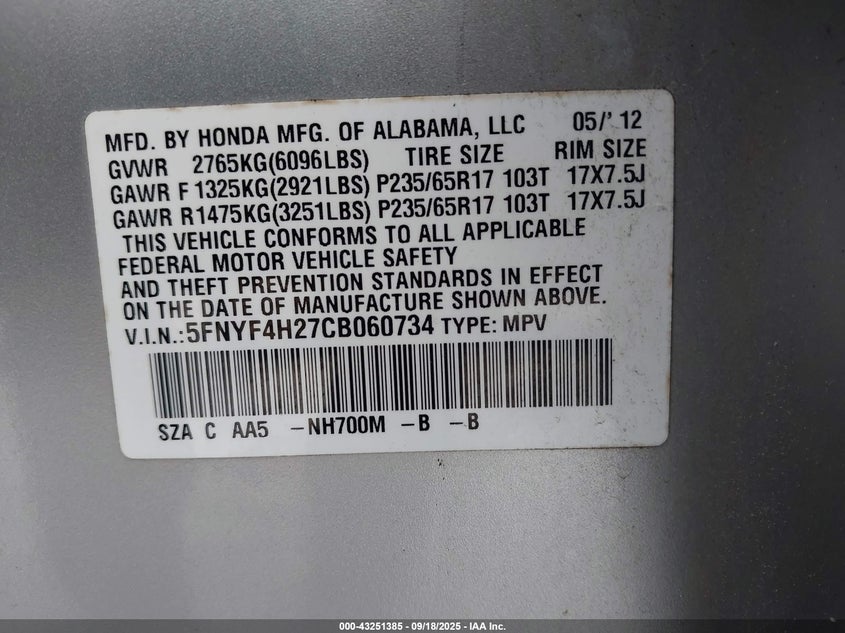 MFD. BY HONDA MFG. OF ALABAMA, LLC 05/'12
GVWR 2765KG(6096LBS) TIRE SIZE RIM SIZE
GAWR F 1325KG(2921LBS) P235/65R17 103T 17X7.5J
GAWR R1475KG(3251LBS) P235/65R17 103T 17X7.5J
THIS VEHICLE CONFORMS TO ALL APPLICABLE
FEDERAL MOTOR VEHICLE SAFETY
AND THEFT PREVENTION STANDARDS IN EFFECT
ON THE DATE OF MANUFACTURE SHOWN ABOVE.
V.I.N.:5FNYF4H27CB060734 TYPE: MPV
SZA C AA5 -NH700M -B -B
000-43251385 - 09/18/2025 - IAA Inc.